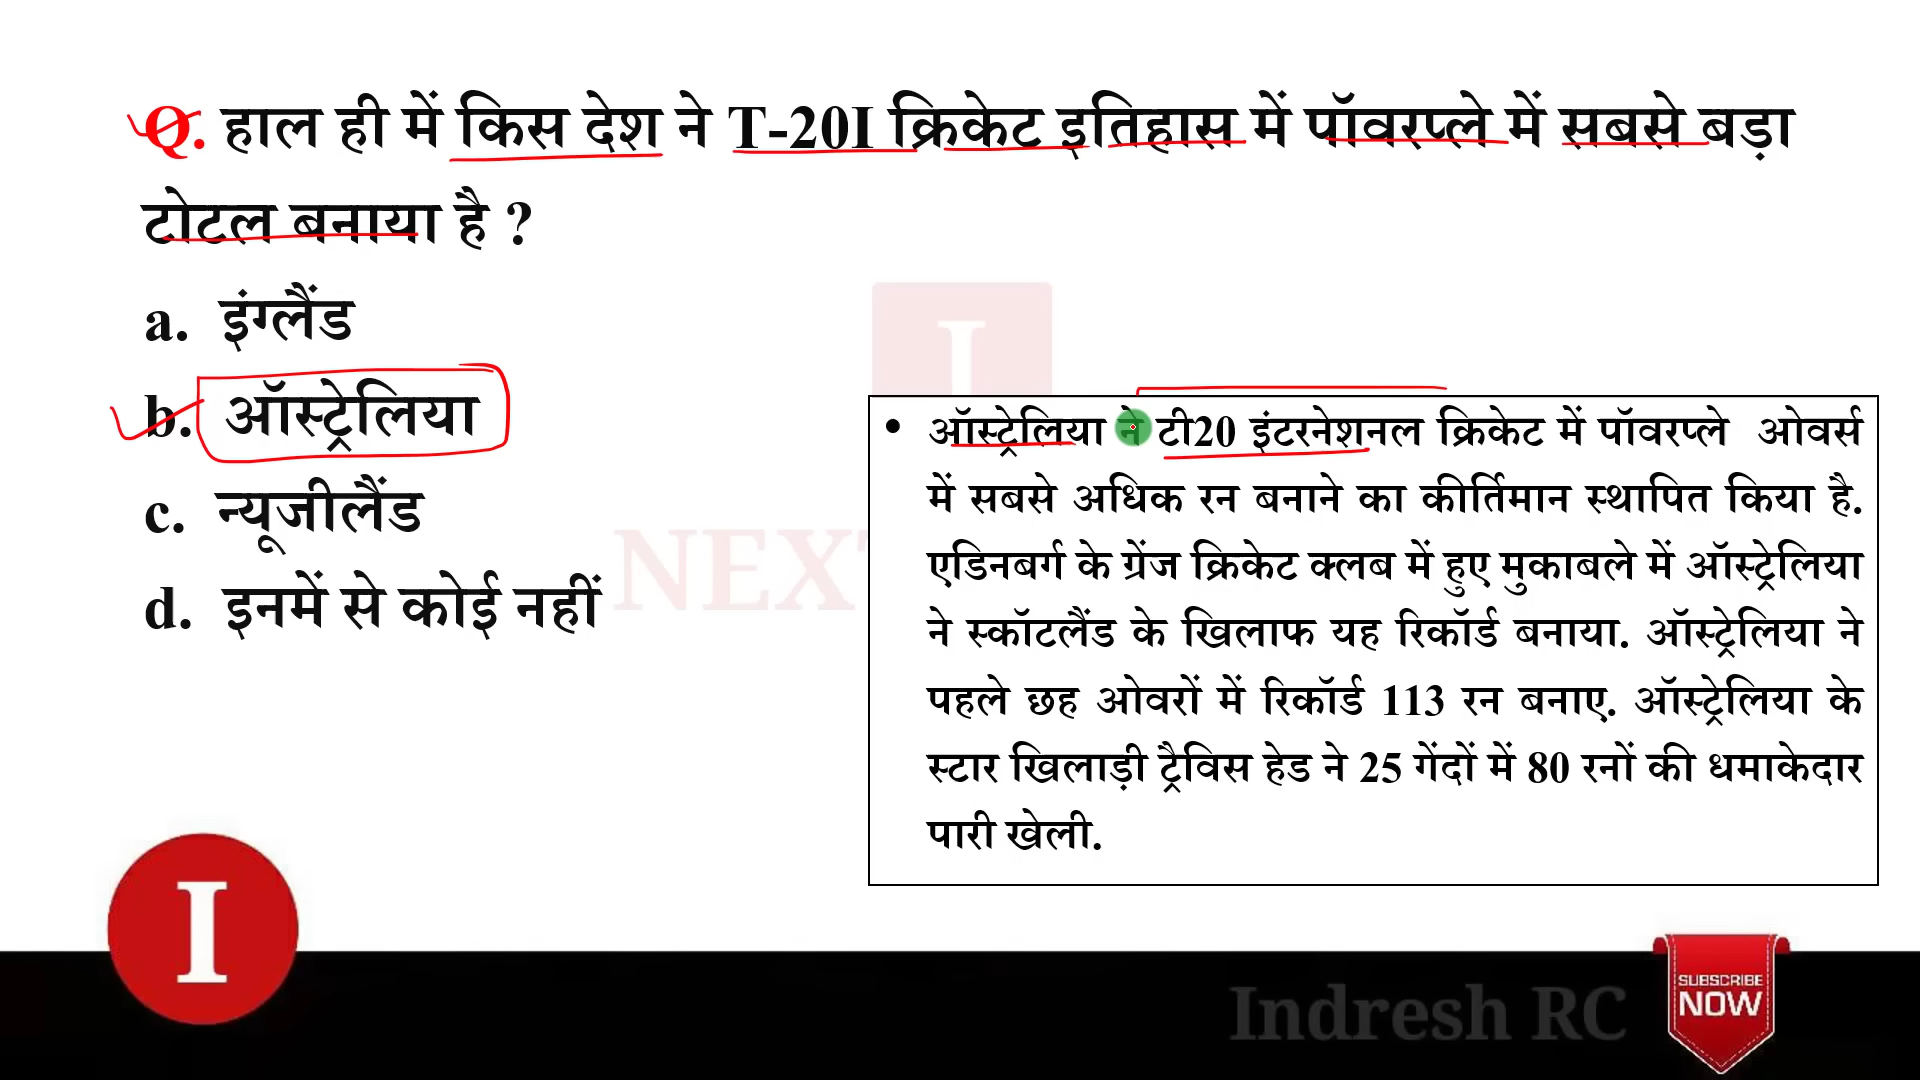 Q. हाल ही में किस देश ने T-20I क्रिकेट इतिहास में पॉवरप्ले में सबसे बड़ा
टोटल बनाया है ?
a. इंग्लैंड
b. ऑस्ट्रेलिया
c. न्यूजीलैंड
d. इनमें से कोई नहीं
I
NEXT
• ऑस्ट्रेलिया ने टी20 इंटरनेशनल क्रिकेट में पॉवरप्ले ओवर्स
में सबसे अधिक रन बनाने का कीर्तिमान स्थापित किया है.
एडिनबर्ग के ग्रेंज क्रिकेट क्लब में हुए मुकाबले में ऑस्ट्रेलिया
ने स्कॉटलैंड के खिलाफ यह रिकॉर्ड बनाया. ऑस्ट्रेलिया ने
पहले छह ओवरों में रिकॉर्ड 113 रन बनाए. ऑस्ट्रेलिया के
स्टार खिलाड़ी ट्रैविस हेड ने 25 गेंदों में 80 रनों की धमाकेदार
पारी खेली.
I
Indresh RC
SUBSCRIBE
NOW